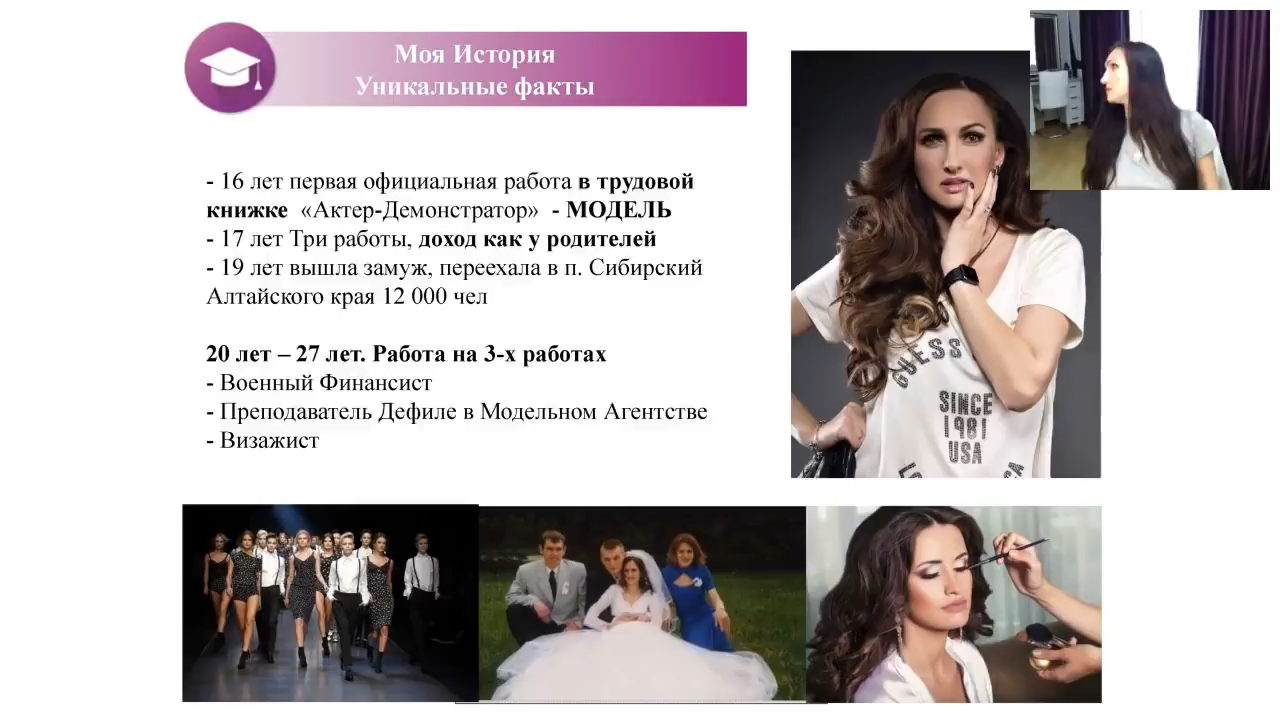 Моя История
Уникальные факты
- 16 лет первая официальная работа в трудовой
книжке «Актер-Демонстратор» - МОДЕЛЬ
- 17 лет Три работы, доход как у родителей
- 19 лет вышла замуж, переехала в п. Сибирский
Алтайского края 12 000 чел
20 лет – 27 лет. Работа на 3-х работах
- Военный Финансист
- Преподаватель Дефиле в Модельном Агентстве
- Визажист
GUESS
SINCE
1981
USA